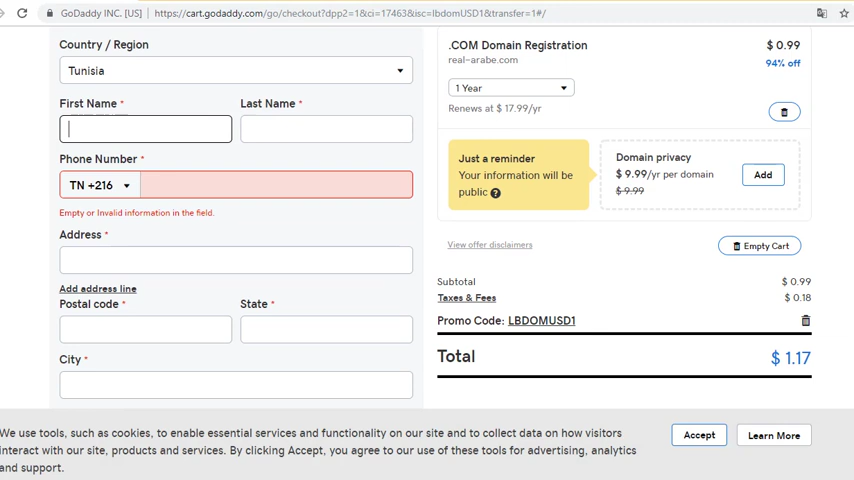 GoDaddy INC. [US] | https://cart.godaddy.com/go/checkout?dpp2=1&ci=17463&isc=lbdomUSD1&transfer=1#/
Country / Region
Tunisia
First Name *
Last Name *
Phone Number *
TN +216
Empty or Invalid information in the field.
Address *
Add address line
Postal code *
State *
City *
.COM Domain Registration
$ 0.99
real-arabe.com
94% off
1 Year
Renews at $ 17.99/yr
Just a reminder
Your information will be
public ?
Domain privacy
$ 9.99/yr per domain
$ 9.99
Add
View offer disclaimers
Empty Cart
Subtotal
$ 0.99
Taxes & Fees
$ 0.18
Promo Code: LBDOMUSD1
Total
$ 1.17
We use tools, such as cookies, to enable essential services and functionality on our site and to collect data on how visitors
interact with our site, products and services. By clicking Accept, you agree to our use of these tools for advertising, analytics
and support.
Accept
Learn More